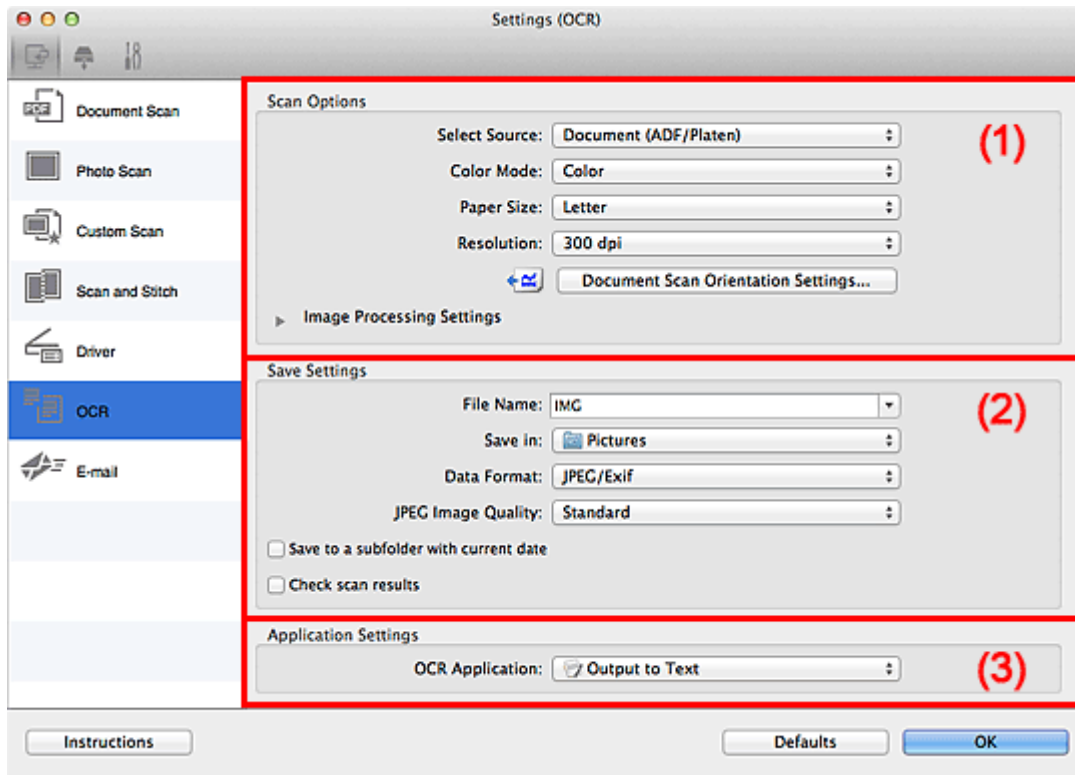 Settings (OCR)
Document Scan
Photo Scan
Custom Scan
Scan and Stitch
Driver
OCR
E-mail
Scan Options
(1)
Select Source: Document (ADF/Platen)
Color Mode: Color
Paper Size: Letter
Resolution: 300 dpi
Document Scan Orientation Settings...
Image Processing Settings
Save Settings
(2)
File Name: IMG
Save in: Pictures
Data Format: JPEG/Exif
JPEG Image Quality: Standard
Save to a subfolder with current date
Check scan results
Application Settings
(3)
OCR Application: Output to Text
Instructions
Defaults
OK